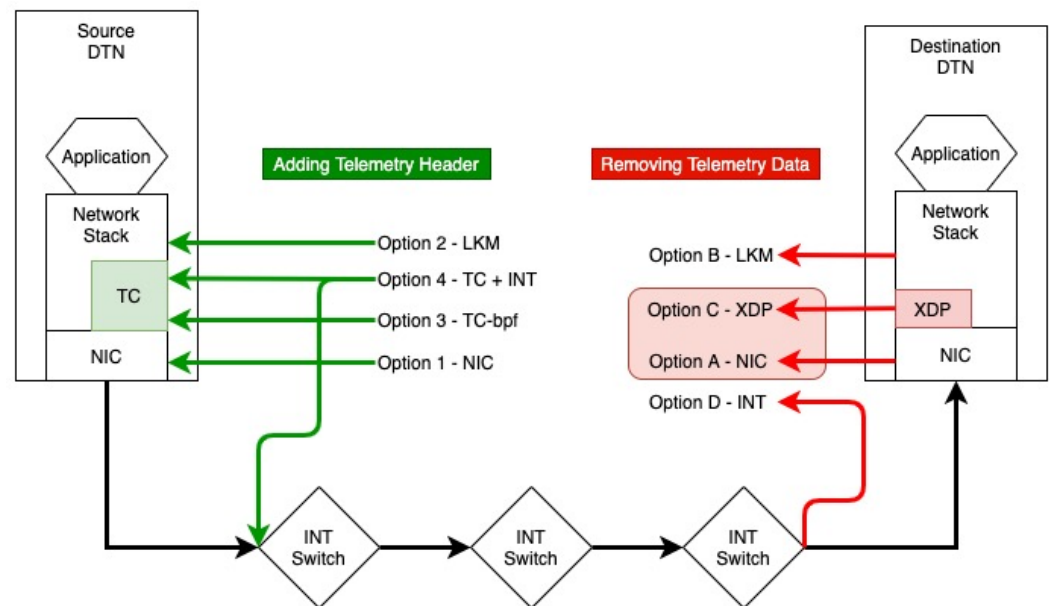 Source
DTN
Destination
DTN
Application
Application
Adding Telemetry Header
Removing Telemetry Data
Network
Stack
Network
Stack
Option 2 - LKM
Option B - LKM
Option 4 - TC + INT
TC
Option C - XDP
XDP
Option 3 - TC-bpf
NIC
Option 1 - NIC
Option A - NIC
NIC
Option D - INT
INT
Switch
INT
Switch
INT
Switch